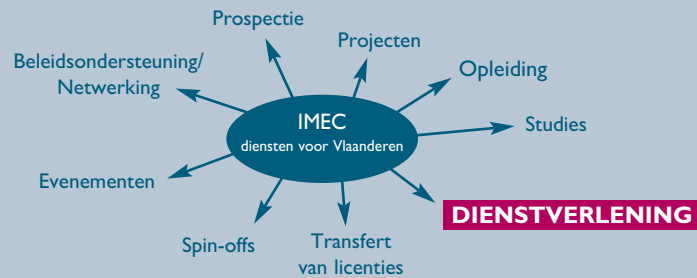 Prospectie
Projecten
Beleidsondersteuning/
Netwerking
Opleiding
IMEC
diensten voor Vlaanderen
Studies
Evenementen
DIENSTVERLENING
Spin-offs
Transfert
van licenties